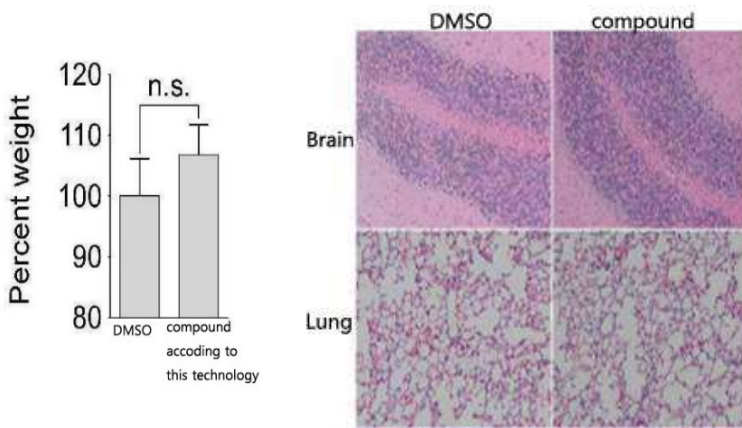 DMSO compound
120
n.s.
110
100
90
80
Percent weight
DMSO compound
accoding to
this technology
Brain
Lung